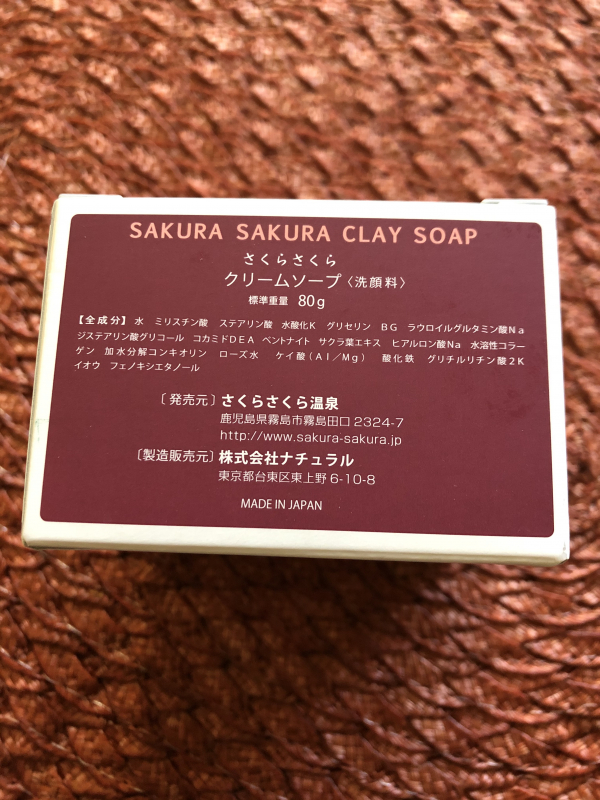 SAKURA SAKURA CLAY SOAP
さくらさくら
クリームソープ〈洗顔料〉
標準重量 80g
【全成分】水 ミリスチン酸 ステアリン酸 水酸化K グリセリン BG ラウロイルグルタミン酸Na
ジステアリン酸グリコール コカミドDEA ベントナイト サクラ葉エキス ヒアルロン酸Na 水溶性コラー
ゲン 加水分解コンキオリン ローズ水 ケイ酸(Al/Mg) 酸化鉄 グリチルリチン酸2K
イオウ フェノキシエタノール
〔発売元〕さくらさくら温泉
鹿児島県霧島市霧島田口2324-7
http://www.sakura-sakura.jp
〔製造販売元〕株式会社ナチュラル
東京都台東区東上野6-10-8
MADE IN JAPAN